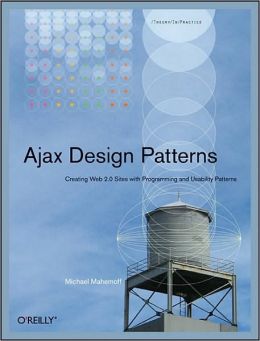 /THEORY/IN/PRACTICE
Ajax Design Patterns
Creating Web 2.0 Sites with Programming and Usability Patterns
Michael Mahemoff
O'REILLY®